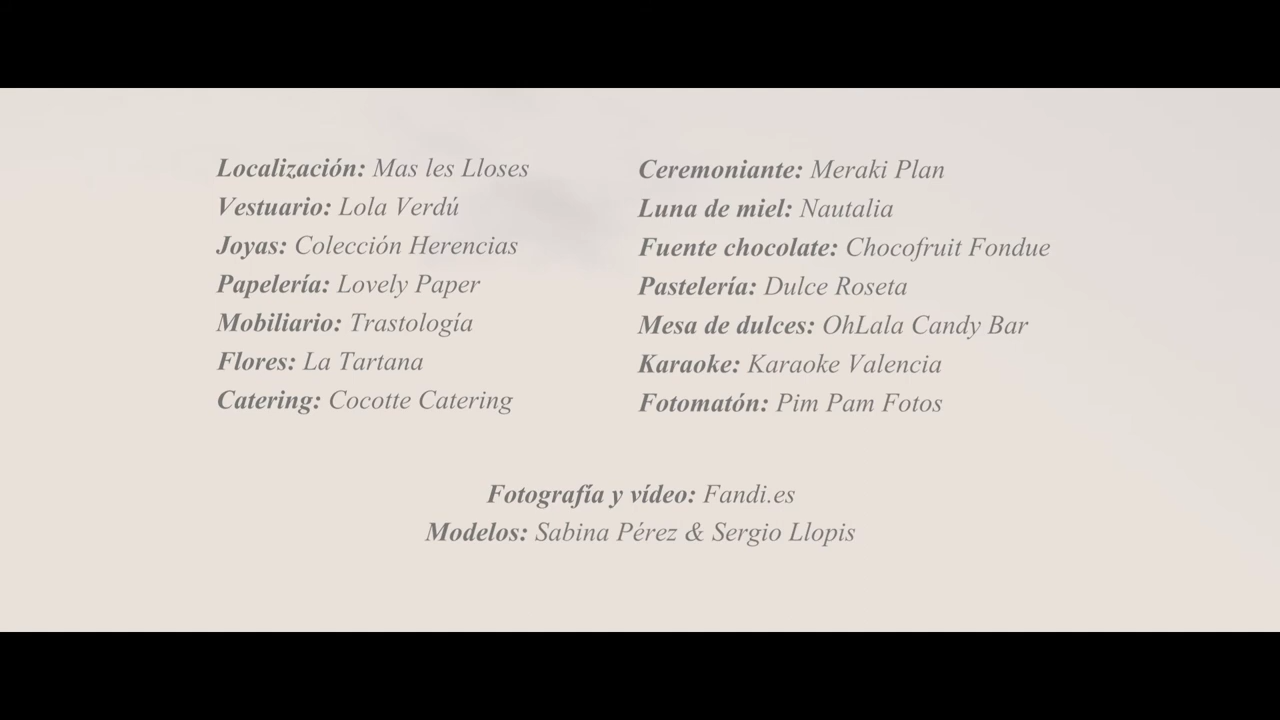 Localización: Mas les Lloses
Vestuario: Lola Verdú
Joyas: Colección Herencias
Papelería: Lovely Paper
Mobiliario: Trastología
Flores: La Tartana
Catering: Cocotte Catering
Ceremoniante: Meraki Plan
Luna de miel: Nautalia
Fuente chocolate: Chocofruit Fondue
Pastelería: Dulce Roseta
Mesa de dulces: OhLala Candy Bar
Karaoke: Karaoke Valencia
Fotomatón: Pim Pam Fotos
Fotografía y vídeo: Fandi.es
Modelos: Sabina Pérez & Sergio Llopis